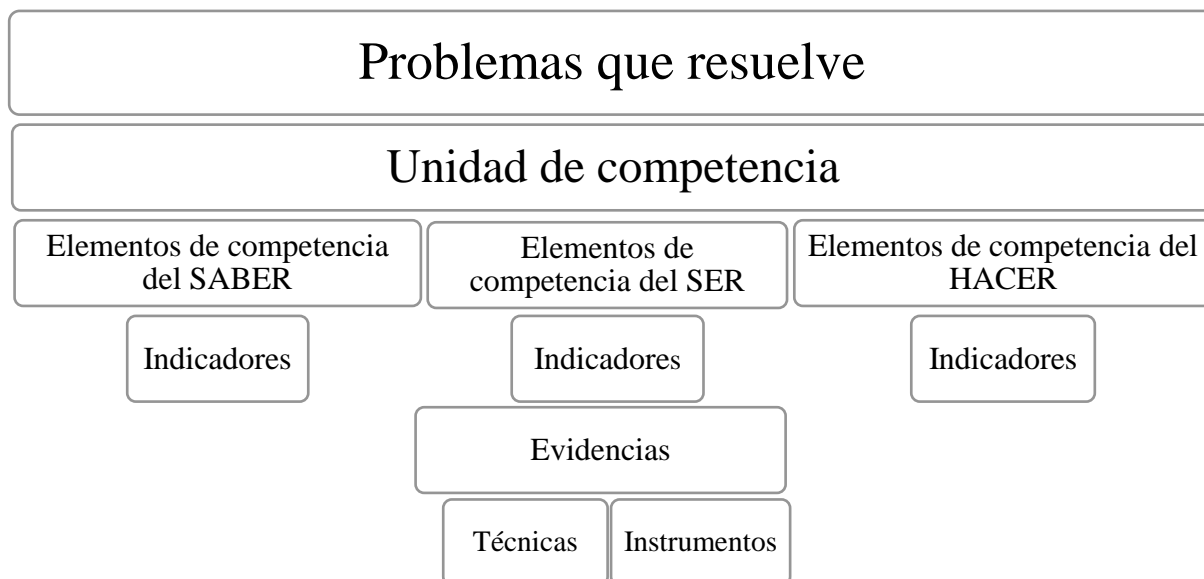 Problemas que resuelve
Unidad de competencia
Elementos de competencia
del SABER
Elementos de
competencia del SER
Elementos de competencia del
HACER
Indicadores
Indicadores
Indicadores
Evidencias
Técnicas
Instrumentos